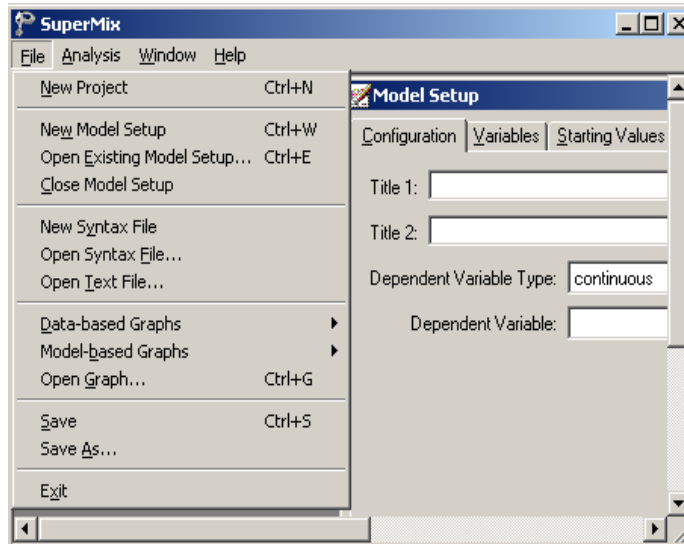 SuperMix
File Analysis Window Help
New Project Ctrl+N
New Model Setup Ctrl+W
Open Existing Model Setup... Ctrl+E
Close Model Setup
New Syntax File
Open Syntax File...
Open Text File...
Data-based Graphs
Model-based Graphs
Open Graph... Ctrl+G
Save Ctrl+S
Save As...
Exit
Model Setup
Configuration Variables Starting Values
Title 1:
Title 2:
Dependent Variable Type: continuous
Dependent Variable: